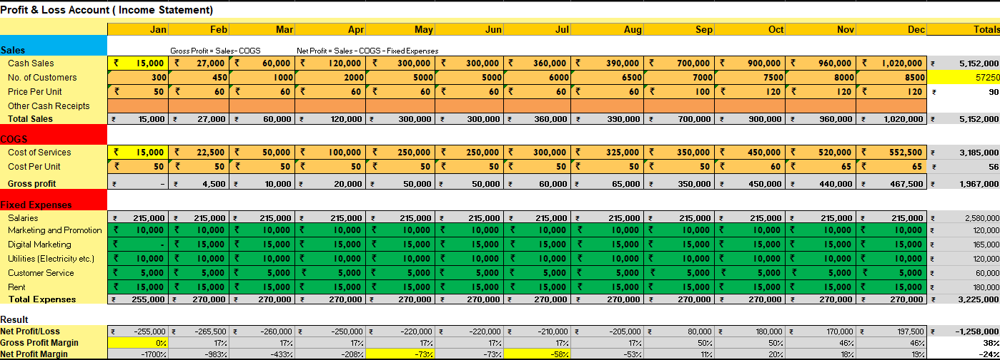 Profit & Loss Account ( Income Statement)
Jan Feb Mar Apr May Jun Jul Aug Sep Oct Nov Dec Totals
Sales Gross Profit = Sales- COGS Net Profit = Sales - COGS - Fixed Expenses
Cash Sales ₹ 15,000 ₹ 27,000 ₹ 60,000 ₹ 120,000 ₹ 300,000 ₹ 300,000 ₹ 360,000 ₹ 390,000 ₹ 700,000 ₹ 900,000 ₹ 960,000 ₹ 1,020,000 ₹ 5,152,000
No. of Customers 300 450 1000 2000 5000 5000 6000 6500 7000 7500 8000 8500 57250
Price Per Unit ₹ 50 ₹ 60 ₹ 60 ₹ 60 ₹ 60 ₹ 60 ₹ 60 ₹ 60 ₹ 100 ₹ 120 ₹ 120 ₹ 120 ₹ 90
Other Cash Receipts
Total Sales ₹ 15,000 ₹ 27,000 ₹ 60,000 ₹ 120,000 ₹ 300,000 ₹ 300,000 ₹ 360,000 ₹ 390,000 ₹ 700,000 ₹ 900,000 ₹ 960,000 ₹ 1,020,000 ₹ 5,152,000
COGS
Cost of Services ₹ 15,000 ₹ 22,500 ₹ 50,000 ₹ 100,000 ₹ 250,000 ₹ 250,000 ₹ 300,000 ₹ 325,000 ₹ 350,000 ₹ 450,000 ₹ 520,000 ₹ 552,500 ₹ 3,185,000
Cost Per Unit ₹ 50 ₹ 50 ₹ 50 ₹ 50 ₹ 50 ₹ 50 ₹ 50 ₹ 50 ₹ 50 ₹ 60 ₹ 65 ₹ 65 ₹ 56
Gross profit ₹ - ₹ 4,500 ₹ 10,000 ₹ 20,000 ₹ 50,000 ₹ 50,000 ₹ 60,000 ₹ 65,000 ₹ 350,000 ₹ 450,000 ₹ 440,000 ₹ 467,500 ₹ 1,967,000
Fixed Expenses
Salaries ₹ 215,000 ₹ 215,000 ₹ 215,000 ₹ 215,000 ₹ 215,000 ₹ 215,000 ₹ 215,000 ₹ 215,000 ₹ 215,000 ₹ 215,000 ₹ 215,000 ₹ 215,000 ₹ 2,580,000
Marketing and Promotion ₹ 10,000 ₹ 10,000 ₹ 10,000 ₹ 10,000 ₹ 10,000 ₹ 10,000 ₹ 10,000 ₹ 10,000 ₹ 10,000 ₹ 10,000 ₹ 10,000 ₹ 10,000 ₹ 120,000
Digital Marketing ₹ - ₹ 15,000 ₹ 15,000 ₹ 15,000 ₹ 15,000 ₹ 15,000 ₹ 15,000 ₹ 15,000 ₹ 15,000 ₹ 15,000 ₹ 15,000 ₹ 15,000 ₹ 165,000
Utilities (Electricity etc.) ₹ 10,000 ₹ 10,000 ₹ 10,000 ₹ 10,000 ₹ 10,000 ₹ 10,000 ₹ 10,000 ₹ 10,000 ₹ 10,000 ₹ 10,000 ₹ 10,000 ₹ 10,000 ₹ 120,000
Customer Service ₹ 5,000 ₹ 5,000 ₹ 5,000 ₹ 5,000 ₹ 5,000 ₹ 5,000 ₹ 5,000 ₹ 5,000 ₹ 5,000 ₹ 5,000 ₹ 5,000 ₹ 5,000 ₹ 60,000
Rent ₹ 15,000 ₹ 15,000 ₹ 15,000 ₹ 15,000 ₹ 15,000 ₹ 15,000 ₹ 15,000 ₹ 15,000 ₹ 15,000 ₹ 15,000 ₹ 15,000 ₹ 15,000 ₹ 180,000
Total Expenses ₹ 255,000 ₹ 270,000 ₹ 270,000 ₹ 270,000 ₹ 270,000 ₹ 270,000 ₹ 270,000 ₹ 270,000 ₹ 270,000 ₹ 270,000 ₹ 270,000 ₹ 270,000 ₹ 3,225,000
Result
Net Profit/Loss ₹ -255,000 ₹ -265,500 ₹ -260,000 ₹ -250,000 ₹ -220,000 ₹ -220,000 ₹ -210,000 ₹ -205,000 ₹ 80,000 ₹ 180,000 ₹ 170,000 ₹ 197,500 ₹ -1,258,000
Gross Profit Margin 0% 17% 17% 17% 17% 17% 17% 17% 50% 50% 46% 46% 38%
Net Profit Margin -1700% -983% -433% -208% -73% -73% -58% -53% 11% 20% 18% 19% -24%